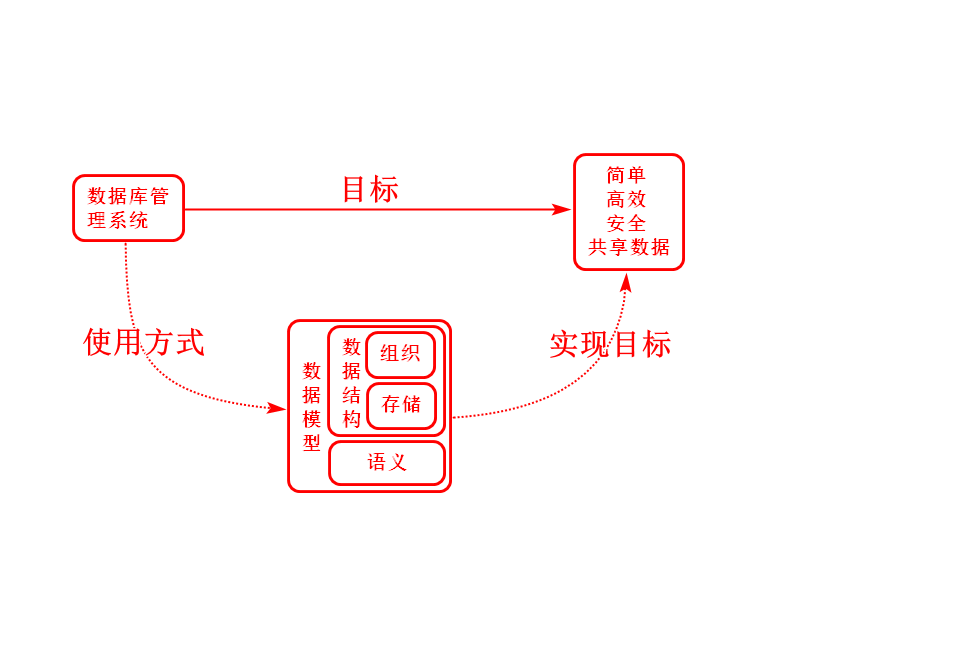 目标
数据库管
理系统
简单
高效
安全
共享数据
使用方式
实现目标
数据模型
数据结构
组织
存储
语义